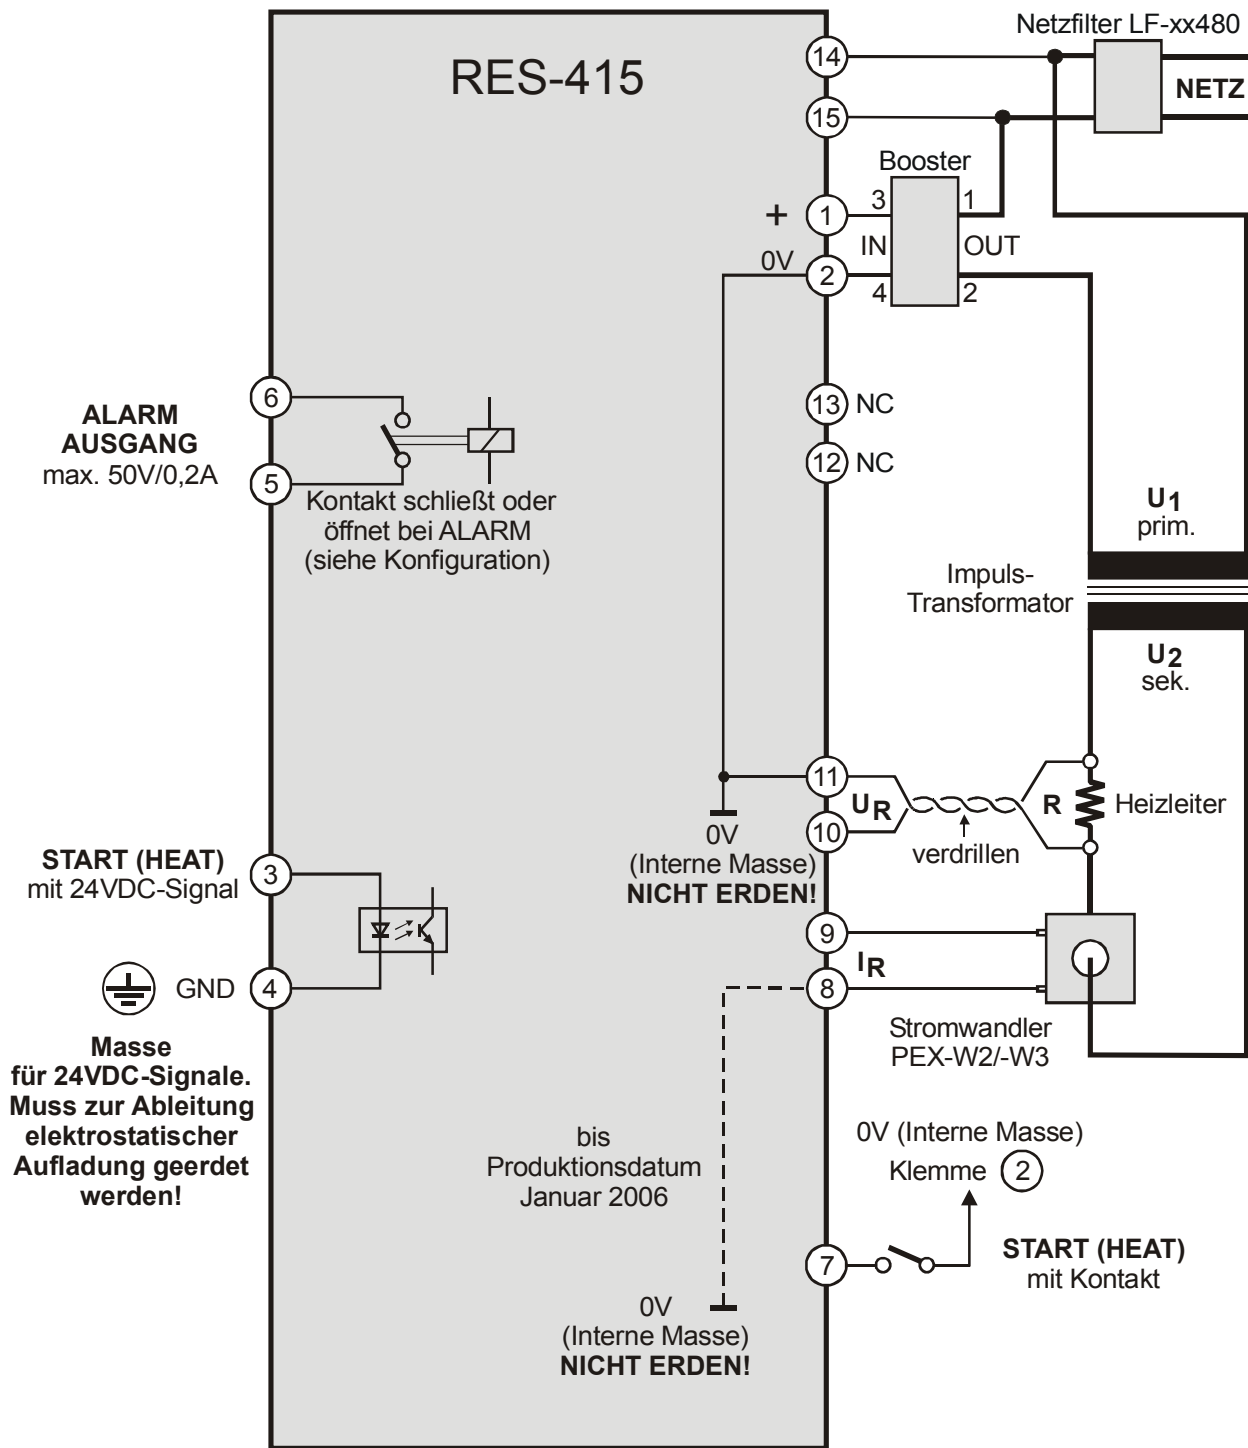 Netzfilter LF-xx480
RES-415
14
NETZ
15
Booster
3
1
+
1
IN
OUT
0V
2
4
2
6
13
NC
ALARM
AUSGANG
max. 50V/0,2A
12
NC
5
Kontakt schließt oder
öffnet bei ALARM
(siehe Konfiguration)
U1
prim.
Impuls-
Transformator
U2
sek.
11
UR
R
Heizleiter
10
0V
(Interne Masse)
NICHT ERDEN!
verdrillen
START (HEAT)
mit 24VDC-Signal
3
9
IR
8
GND
4
Stromwandler
PEX-W2/-W3
Masse
für 24VDC-Signale.
Muss zur Ableitung
elektrostatischer
Aufladung geerdet
werden!
bis
Produktionsdatum
Januar 2006
0V (Interne Masse)
Klemme 2
7
START (HEAT)
mit Kontakt
0V
(Interne Masse)
NICHT ERDEN!